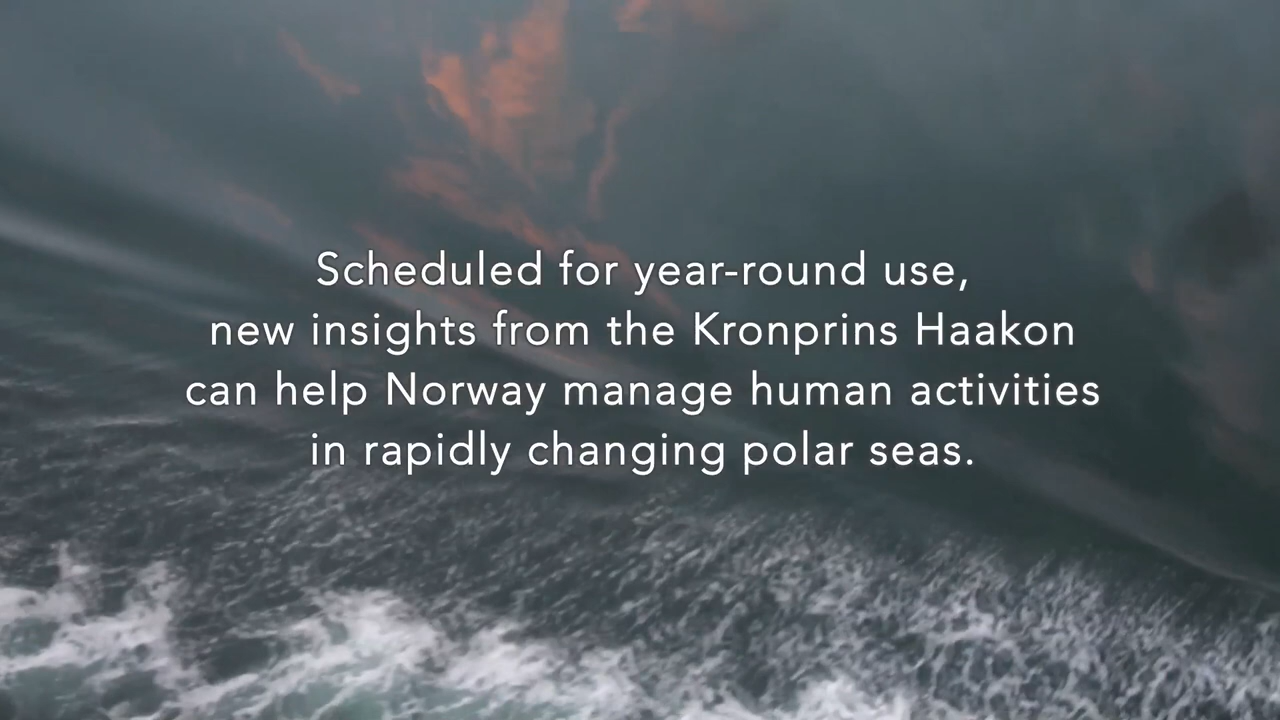 Scheduled for year-round use,
new insights from the Kronprins Haakon
can help Norway manage human activities
in rapidly changing polar seas.